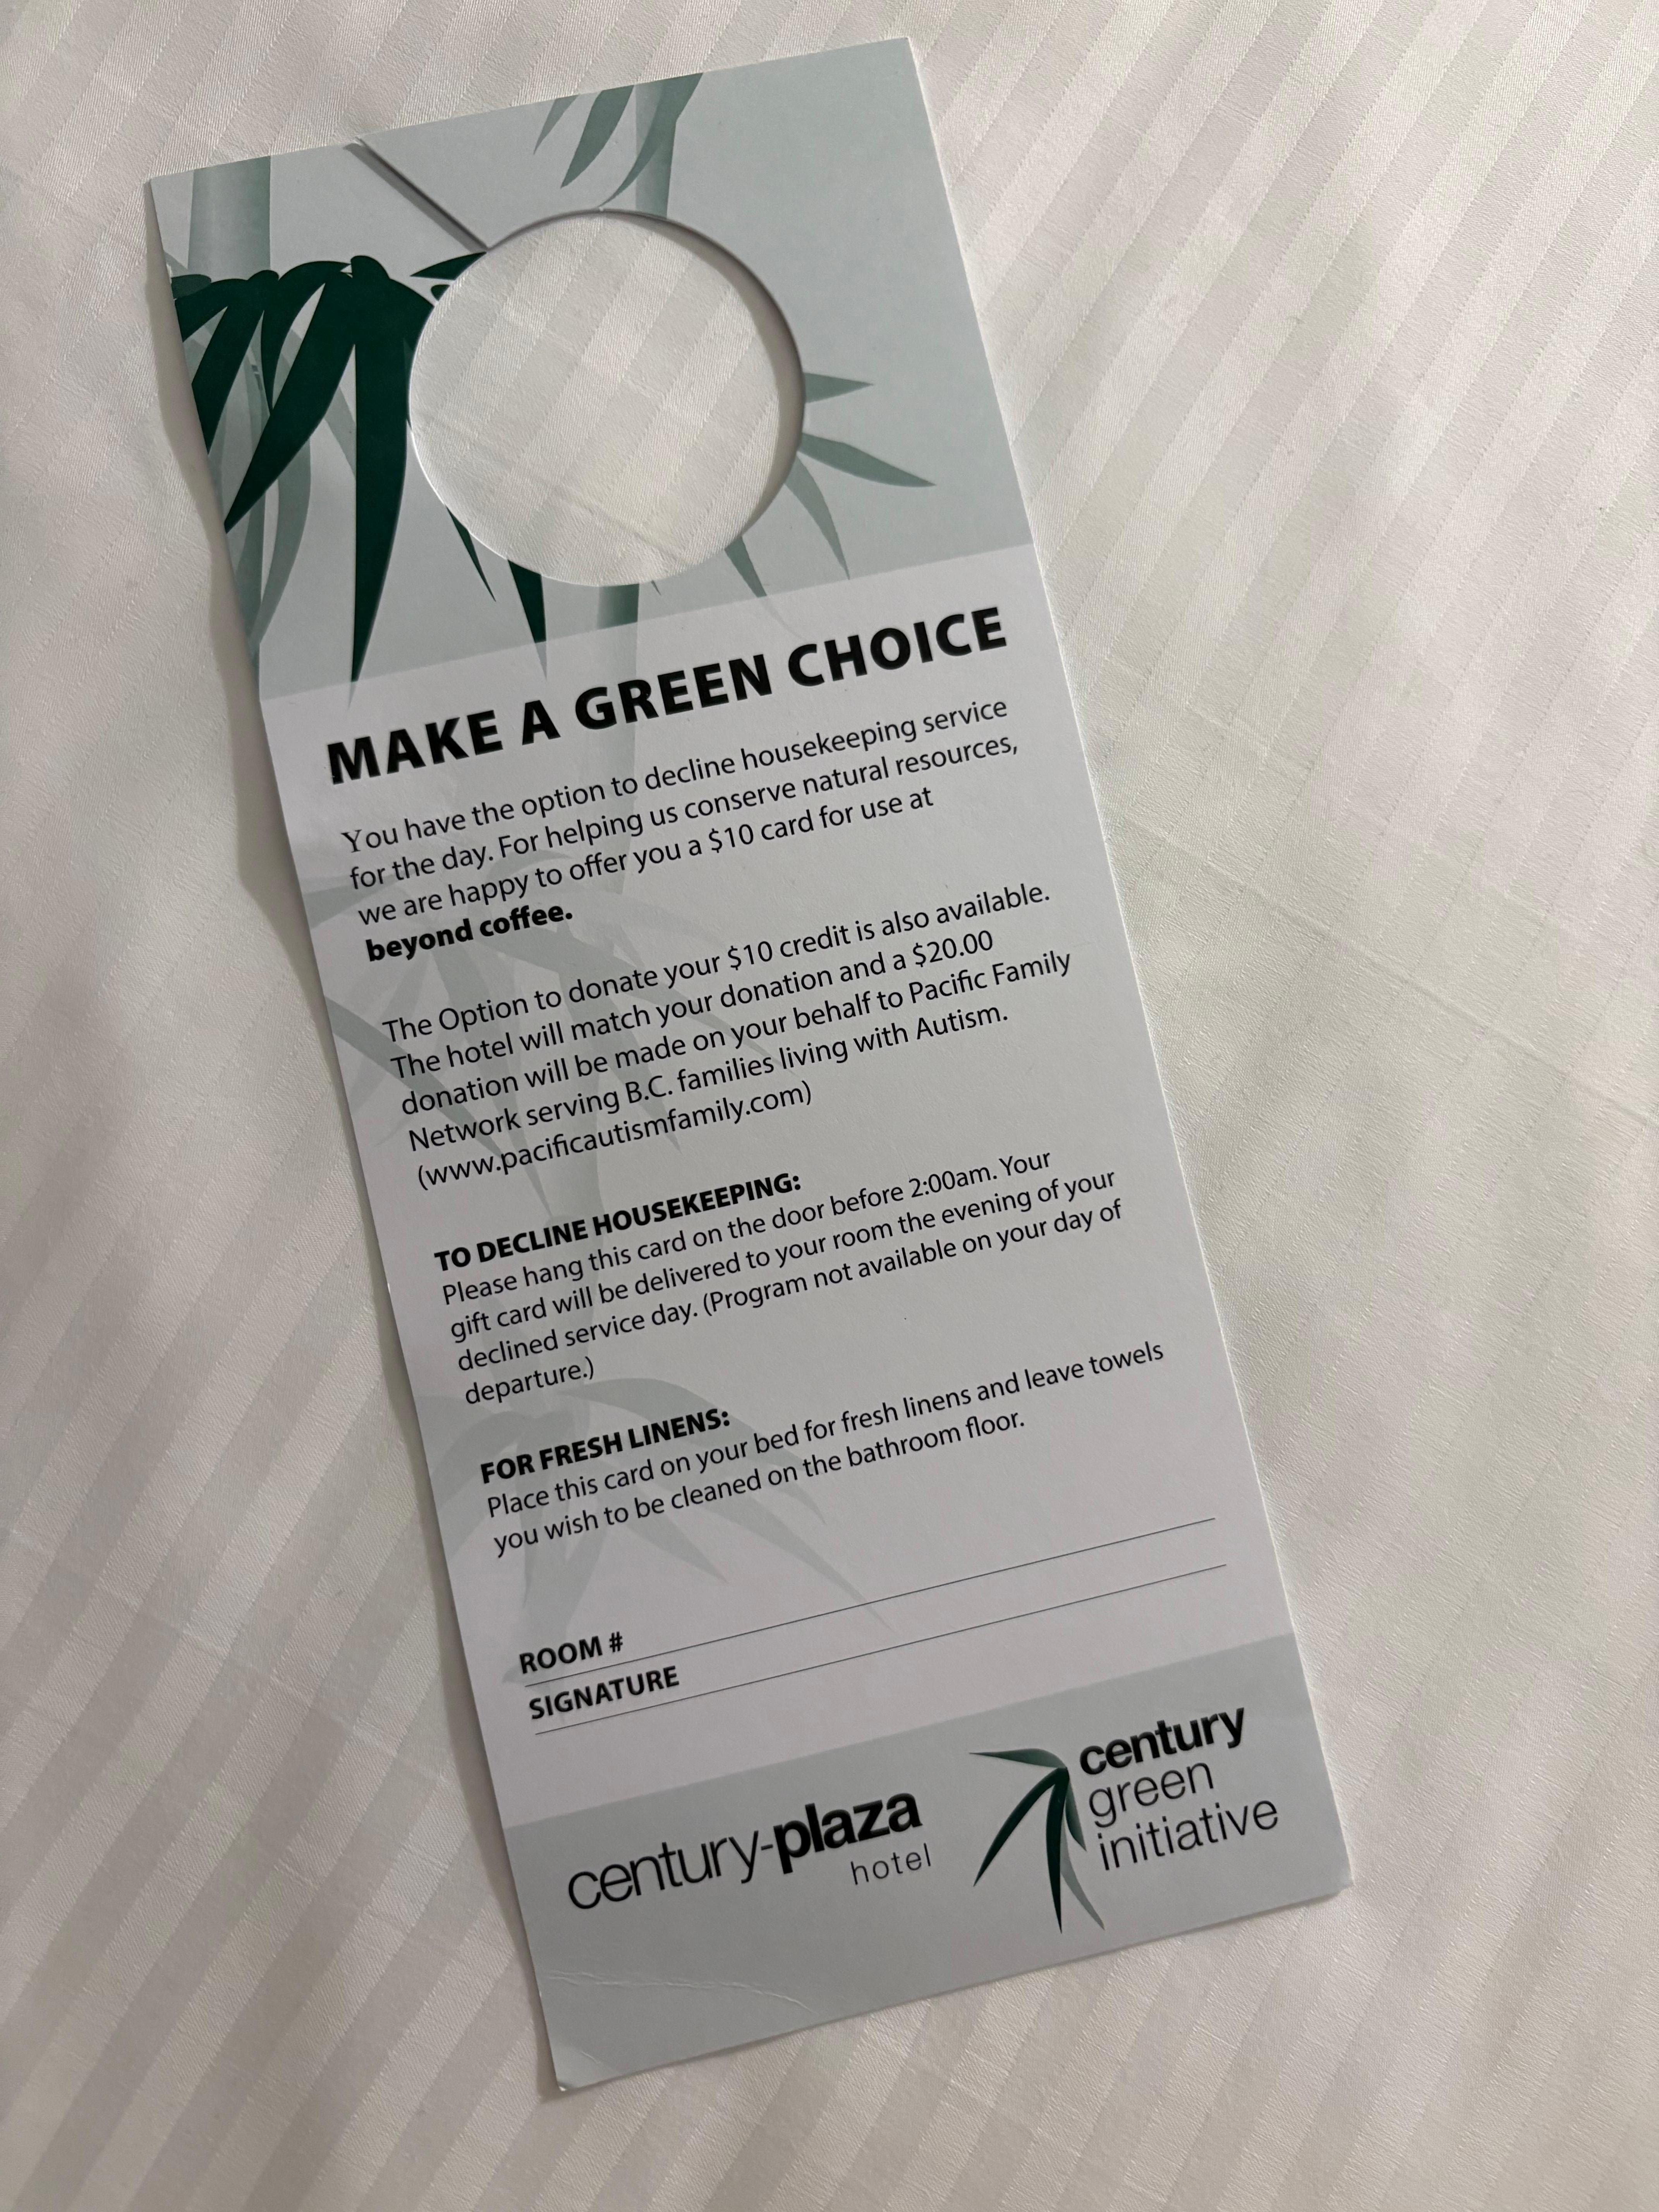 MAKE A GREEN CHOICE
You have the option to decline housekeeping service
for the day. For helping us conserve natural resources,
we are happy to offer you a $10 card for use at
beyond coffee.
The Option to donate your $10 credit is also available.
The hotel will match your donation and a $20.00
donation will be made on your behalf to Pacific Family
Network serving B.C. families living with Autism.
(www.pacificautismfamily.com)
TO DECLINE HOUSEKEEPING:
Please hang this card on the door before 2:00am. Your
gift card will be delivered to your room the evening of your
declined service day. (Program not available on your day of
departure.)
FOR FRESH LINENS:
Place this card on your bed for fresh linens and leave towels
you wish to be cleaned on the bathroom floor.
ROOM #
SIGNATURE
century-plaza
hotel
century
green
initiative